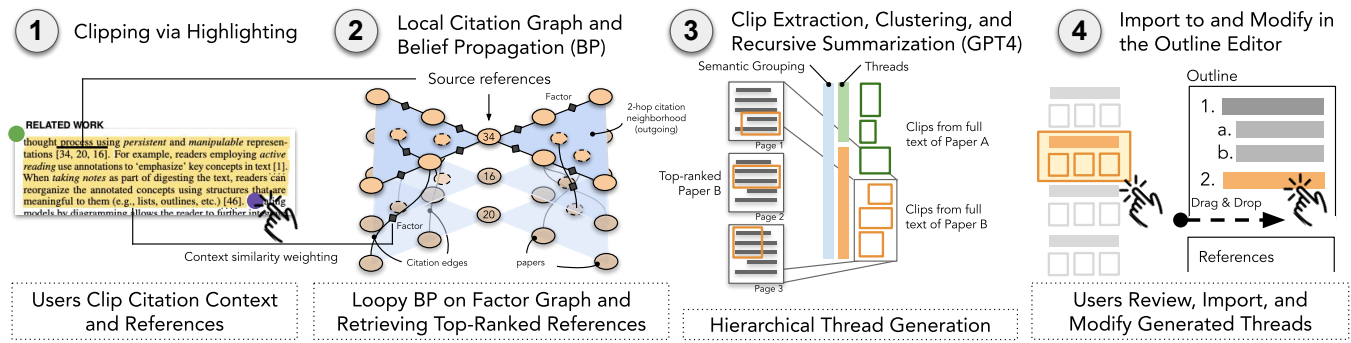 1 Clipping via Highlighting
RELATED WORK
thought process using persistent and manipulable represen-
tations [34, 20, 16]. For example, readers employing active
reading use to annotations to 'emphasize' key concepts in text [1].
When taking notes as part of digesting the text, readers can
reorganize the annotated concepts using structures that are
meaningful to them (e.g., lists, outlines, etc.) [46].
models by diagramming allows the reader to further
Context similarity weighting
Users Clip Citation Context
and References
2 Local Citation Graph and
Belief Propagation (BP)
Source references
Factor
2-hop citation
neighborhood
(outgoing)
34
16
20
Factor
Citation edges
papers
Loopy BP on Factor Graph and
Retrieving Top-Ranked References
3 Clip Extraction, Clustering, and
Recursive Summarization (GPT4)
Semantic Grouping
Threads
Page 1
Top-ranked
Paper B
Page 2
Page 3
Clips from full
text of Paper A
Clips from full
text of Paper B
Hierarchical Thread Generation
4 Import to and Modify in
the Outline Editor
Outline
1.
a.
b.
2.
Drag & Drop
References
Users Review, Import, and
Modify Generated Threads